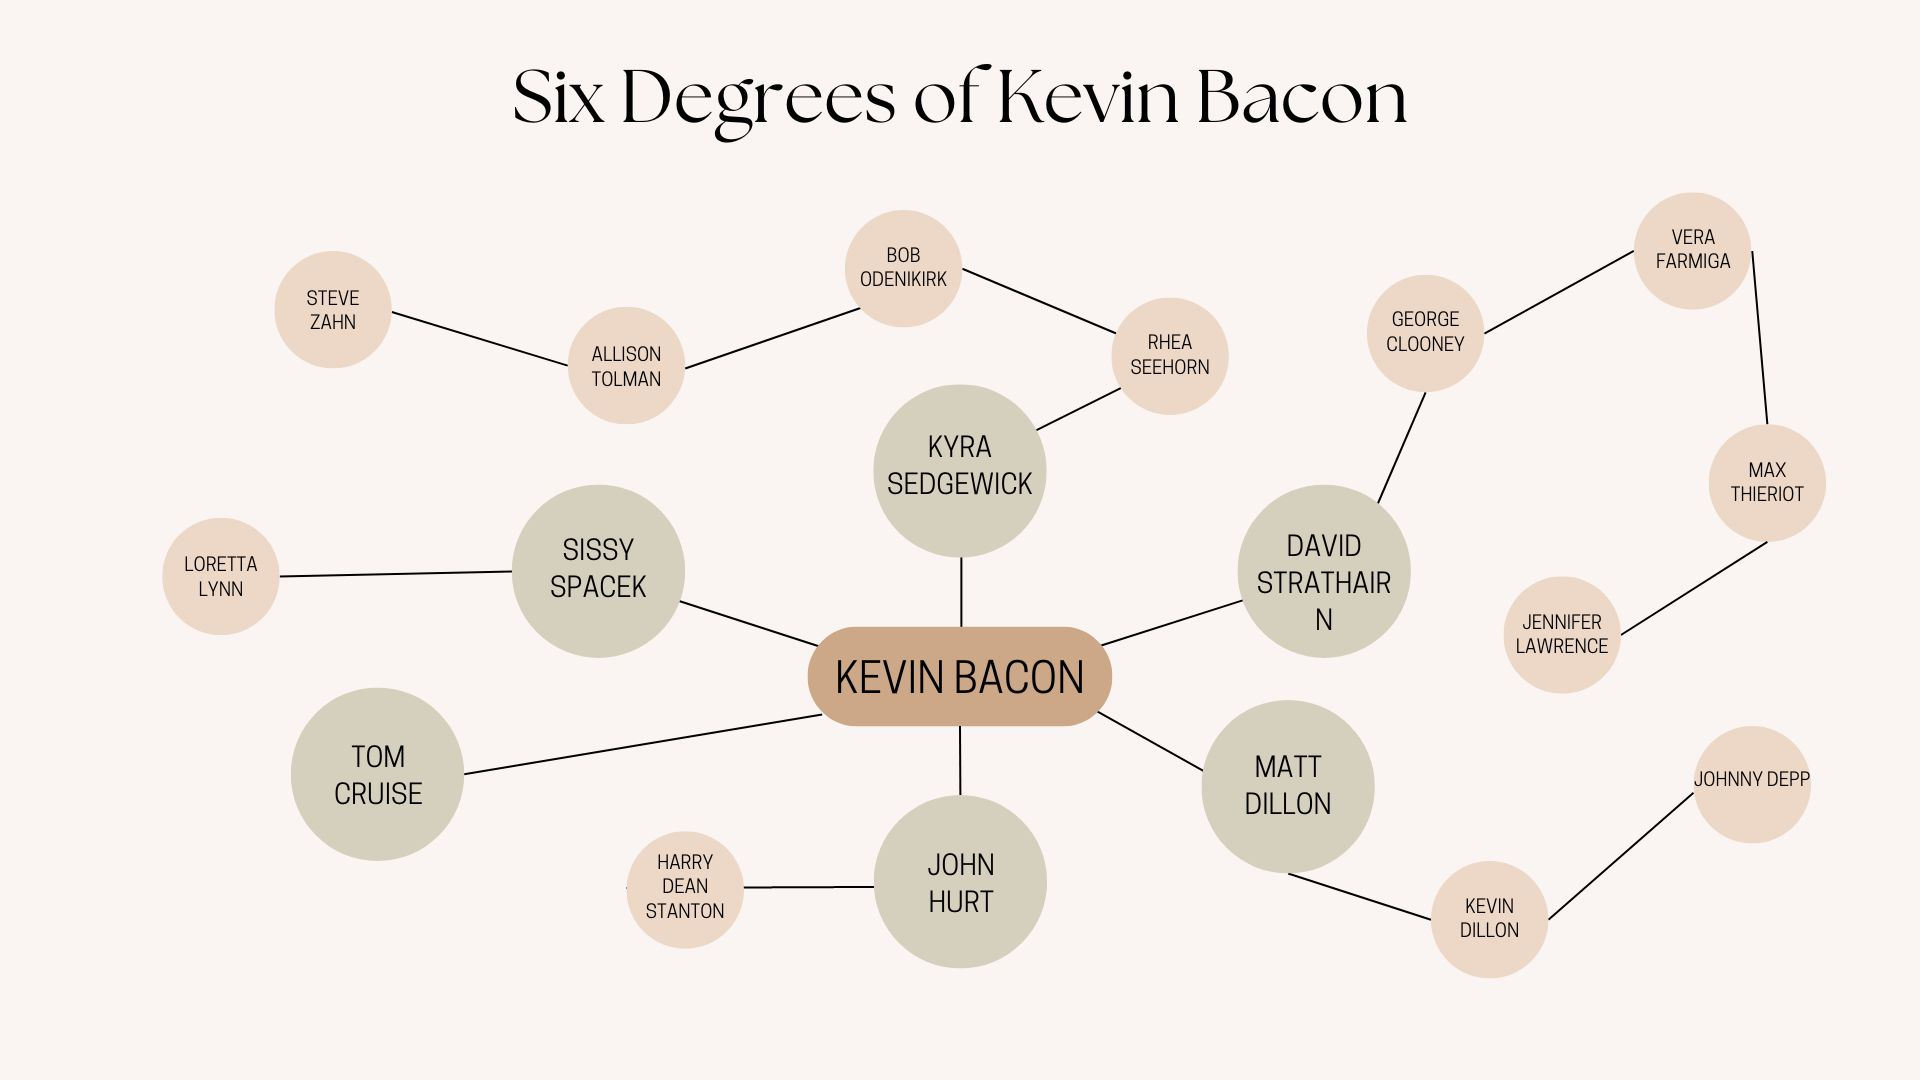 Six Degrees of Kevin Bacon
VERA
FARMIGA
BOB
ODENIKIRK
STEVE
ZAHN
GEORGE
CLOONEY
RHEA
SEEHORN
ALLISON
TOLMAN
KYRA
SEDGEWICK
MAX
THIERIOT
SISSY
SPACEK
DAVID
STRATHAIR
N
LORETTA
LYNN
JENNIFER
LAWRENCE
KEVIN BACON
TOM
CRUISE
MATT
DILLON
JOHNNY DEPP
HARRY
DEAN
STANTON
JOHN
HURT
KEVIN
DILLON